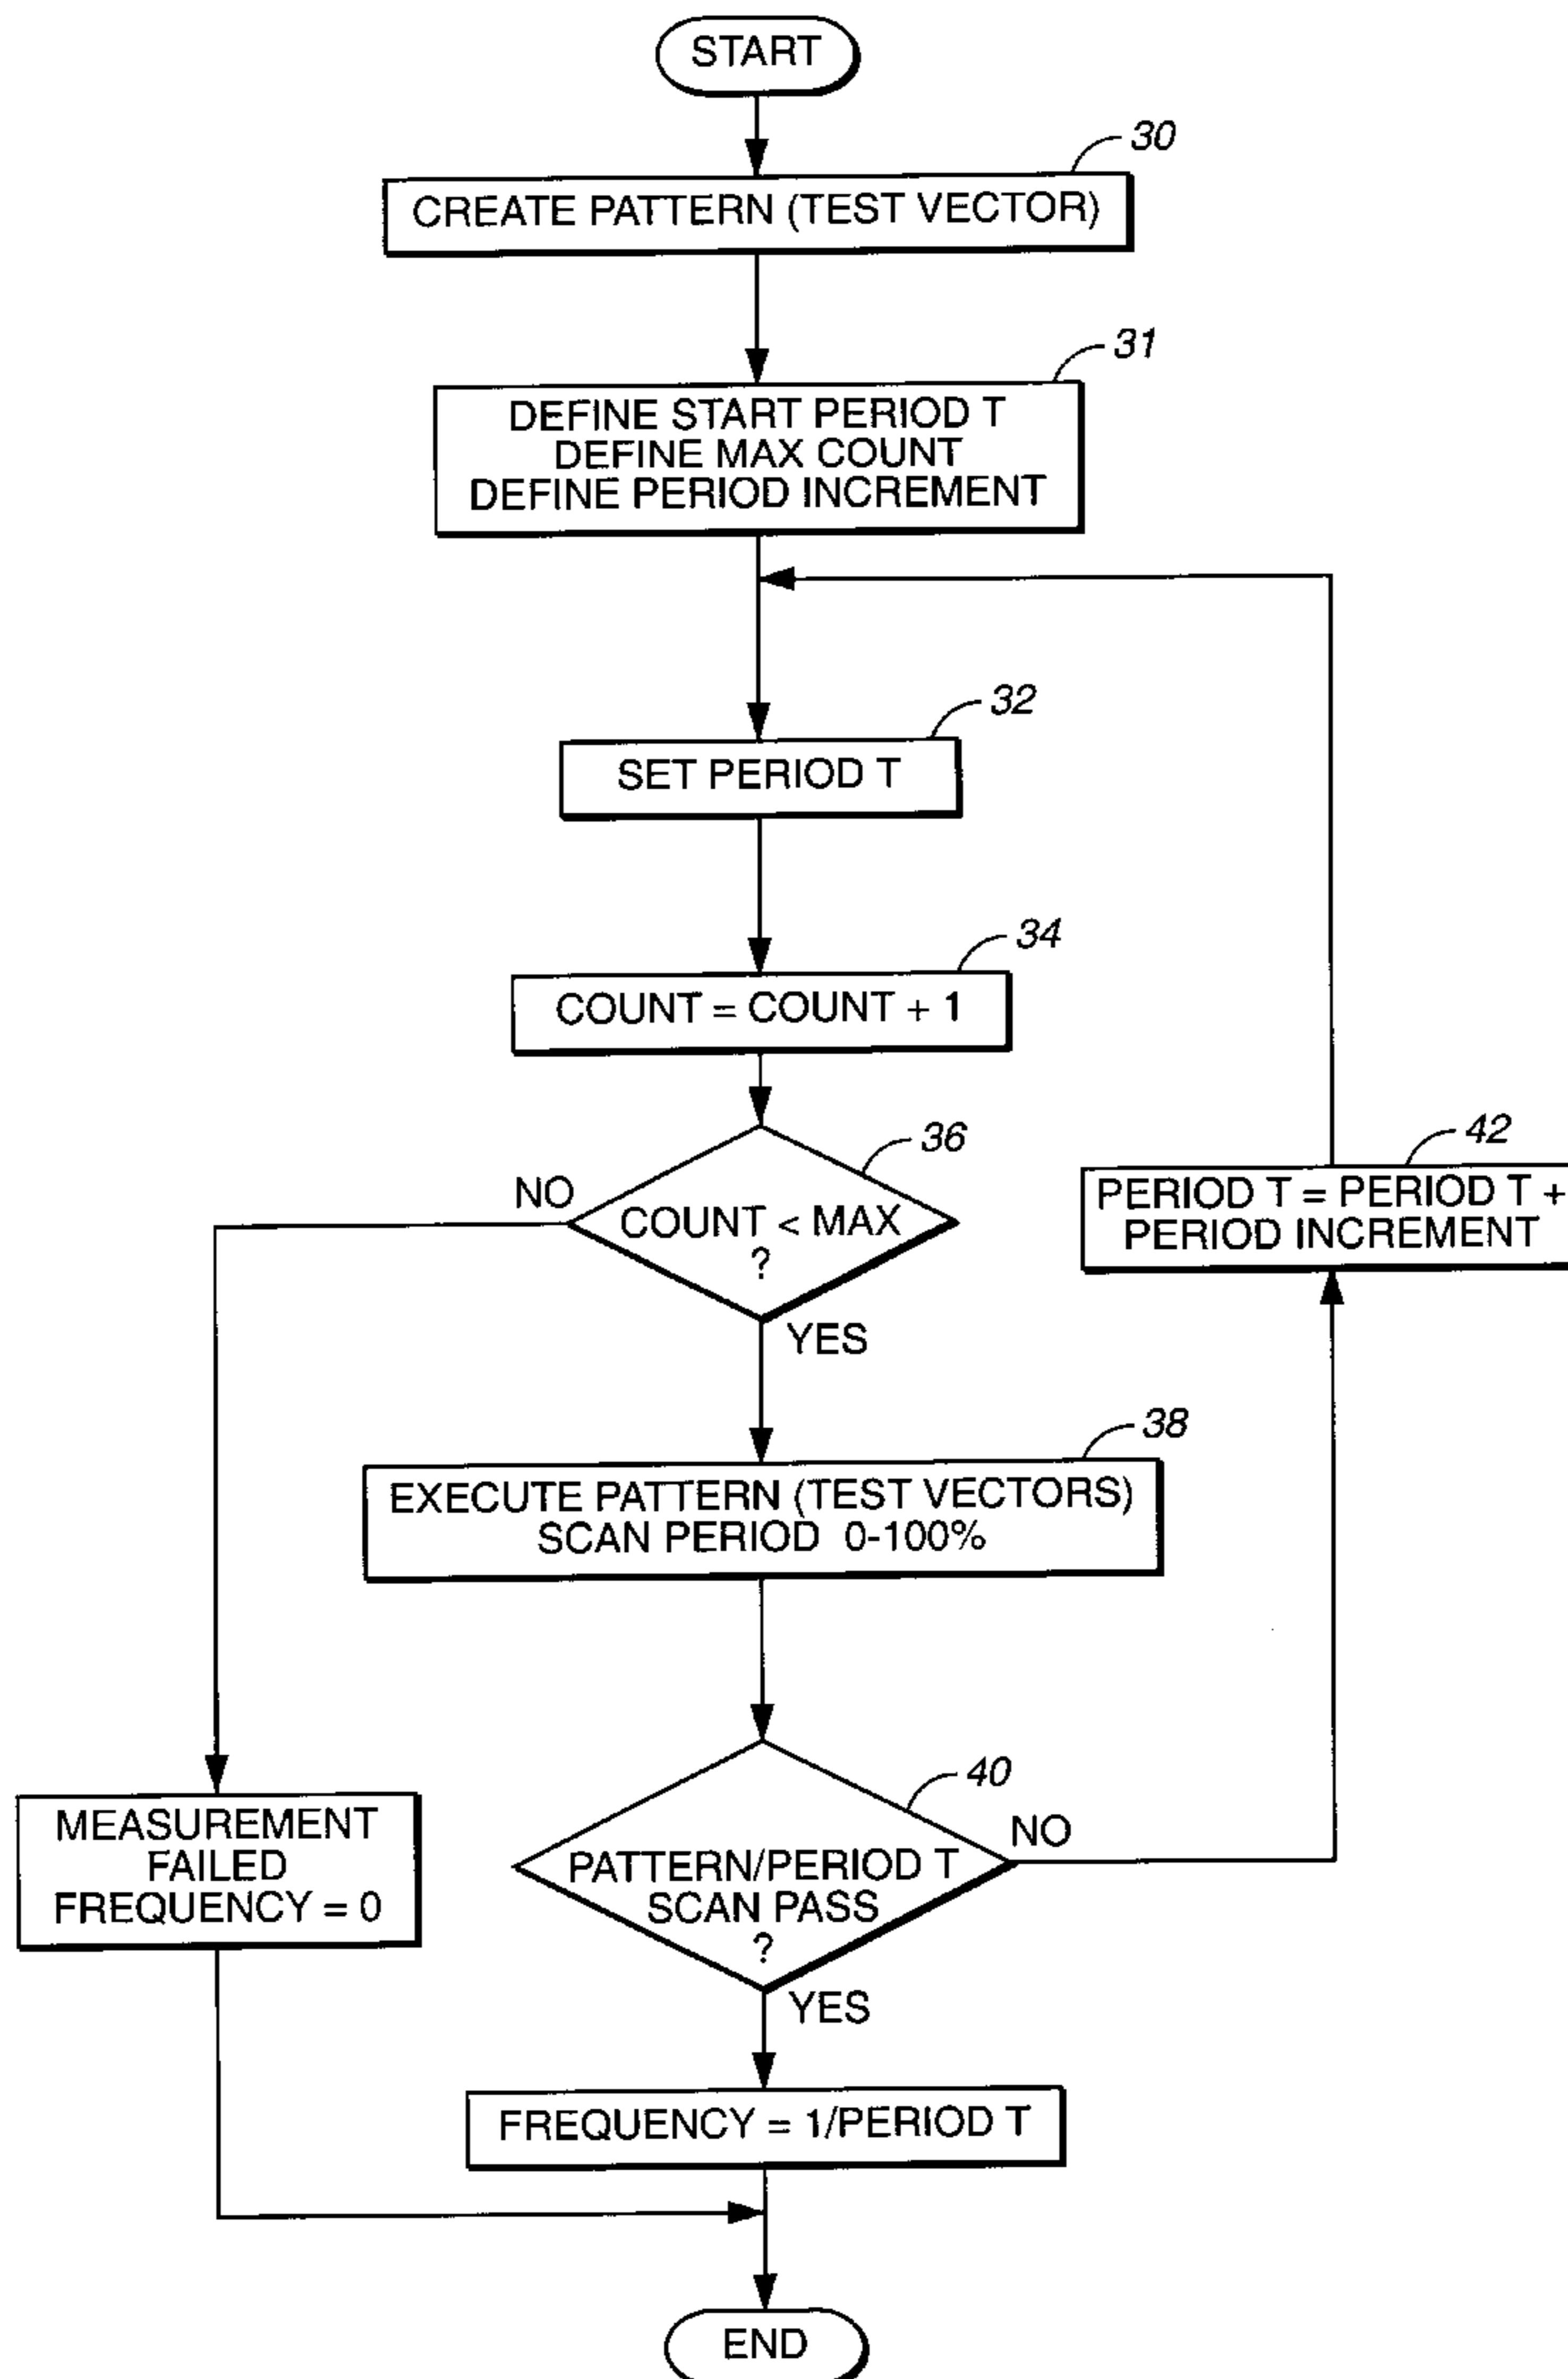 START
30
CREATE PATTERN (TEST VECTOR)
31
DEFINE START PERIOD T
DEFINE MAX COUNT
DEFINE PERIOD INCREMENT
32
SET PERIOD T
34
COUNT = COUNT + 1
36
NO
COUNT < MAX
?
YES
42
PERIOD T = PERIOD T +
PERIOD INCREMENT
38
EXECUTE PATTERN (TEST VECTORS)
SCAN PERIOD 0-100%
40
NO
PATTERN/PERIOD T
SCAN PASS
?
YES
MEASUREMENT
FAILED
FREQUENCY = 0
FREQUENCY = 1/PERIOD T
END